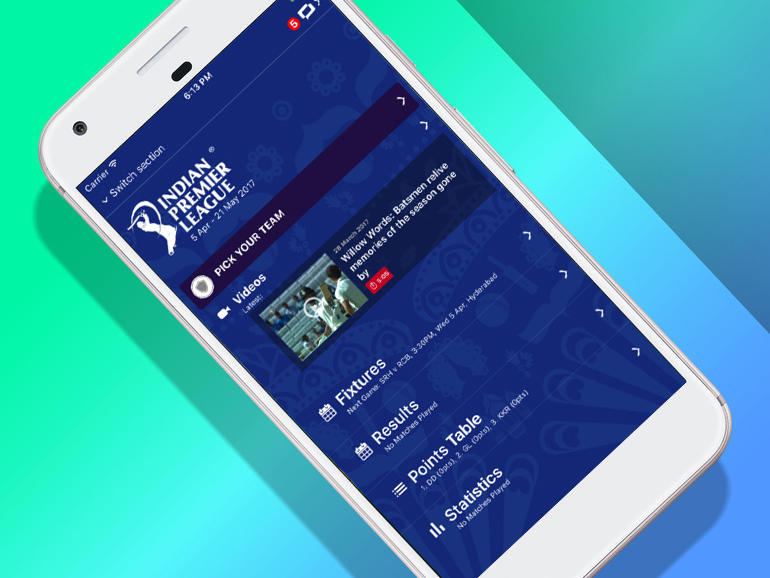 5
6:13 PM
Carrier
Switch section
INDIAN
PREMIER
LEAGUE
®
5 Apr - 21 May 2017
PICK YOUR TEAM
Videos
Latest:
28 March 2017
Willow Words: Batsmen relive
memories of the season gone
by
5:05
Fixtures
Next Game: SRH v RCB, 3:30PM, Wed 5 Apr, Hyderabad
Results
No Matches Played
Points Table
1. DD (0pts), 2. GL (0pts), 3. KKR (0pts)
Statistics
No Matches Played